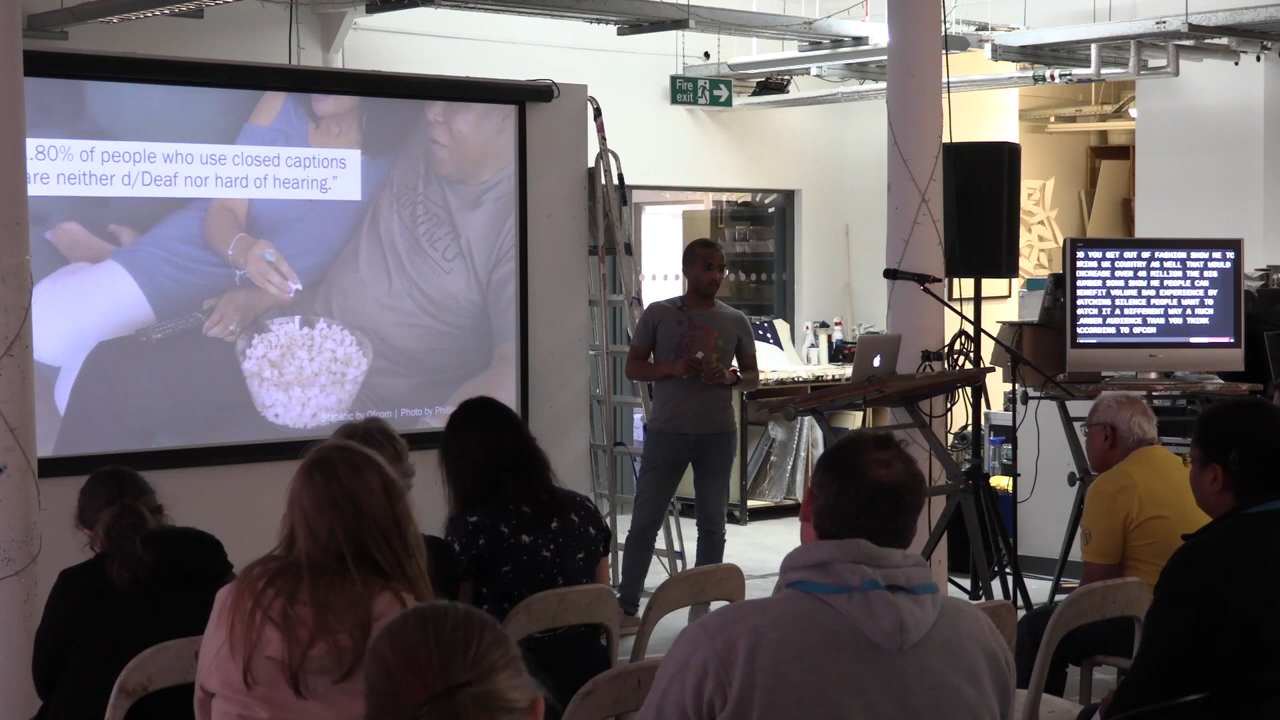 .80% of people who use closed captions
are neither d/Deaf nor hard of hearing.”
Statistic by Ofcom | Photo by
Fire
exit
DO YOU GET OUT OF FASHION SHOW ME TO
BRING UK COUNTRY AS WELL THAT WOULD
INCREASE OVER 48 MILLION THE BIG
NUMBER SONS SHOW ME PEOPLE CAN
BENEFIT VOLUME BAD EXPERIENCE BY
WATCHING SILENCE PEOPLE WANT TO
WATCH IT A DIFFERENT WAY A MUCH
LARGER AUDIENCE THAN YOU THINK
ACCORDING TO OFCOM